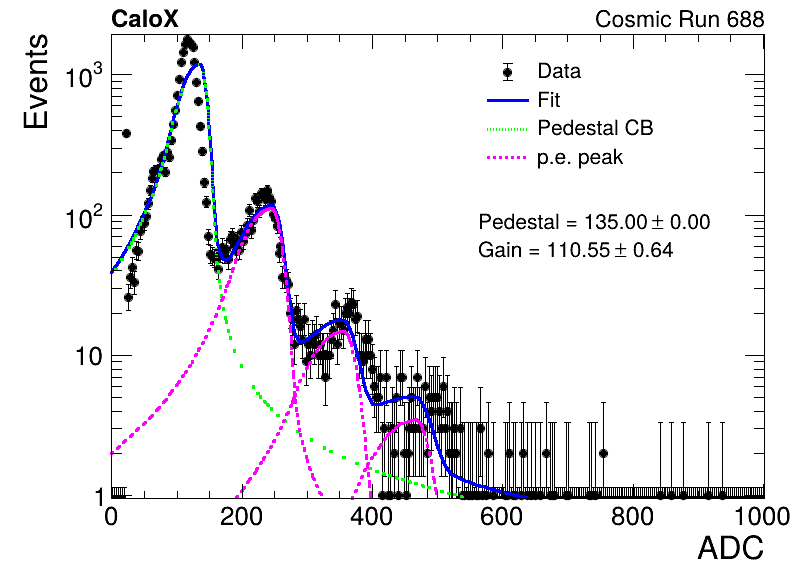 CaloX Cosmic Run 688
Events
10³
10²
10
1
Data
Fit
Pedestal CB
p.e. peak
Pedestal = 135.00 ± 0.00
Gain = 110.55 ± 0.64
0 200 400 600 800 1000
ADC